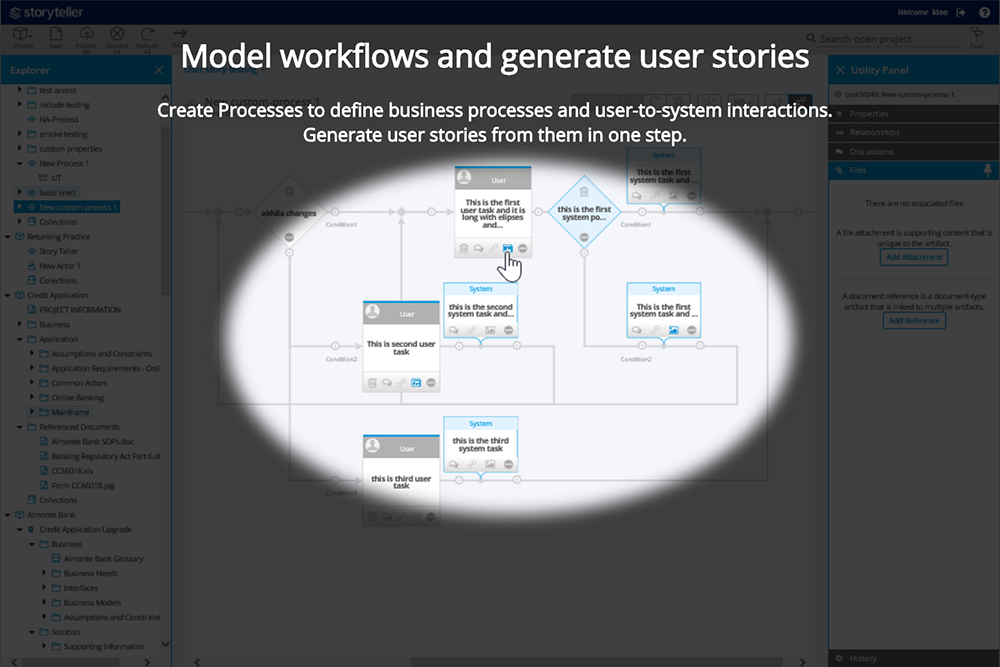 storyteller
Welcome klee
Project
New
Publish All
Discard All
Refresh All
Search open project
Model workflows and generate user stories
Explorer
Utility Panel
New custom-process 1
Create Processes to define business processes and user-to-system interactions.
Generate user stories from them in one step.
test access
include testing
NA-Process
smoke testing
custom properties
New Process 1
UT
basic one1
New custom-process 1
Collections
Returning Practice
Story Teller
New Actor 1
Collections
Credit Application
PROJECT INFORMATION
Business
Application
Assumptions and Constraints
Application Requirements - Onli
Common Actors
Online Banking
Mainframe
Referenced Documents
Almonte Bank SOPs.doc
Banking Regulatory Act Part 6.d
CCS6018.xls
Form CCA6018.jpg
Collections
Almonte Bank
Credit Application Upgrade
Business
Almonte Bank Glossary
Business Needs
Interfaces
Business Models
Assumptions and Constraint
Solution
Supporting Information
akhila changes
Condition1
User
This is the first
user task and it is
long with elipses
and...
this is the first
system po...
Condition1
System
This is the first
system task and ...
User
This is second user
task
Condition2
System
this is the second
system task and...
System
This is the first
system task and ...
Condition2
User
this is third user
task
System
this is the third
system task
New custom-process 1
Properties
Relationships
Discussions
Files
There are no associated files
A file attachment is supporting content that is
unique to the artifact.
Add Attachment
A document reference is a document-type
artifact that is linked to multiple artifacts.
Add Reference
History